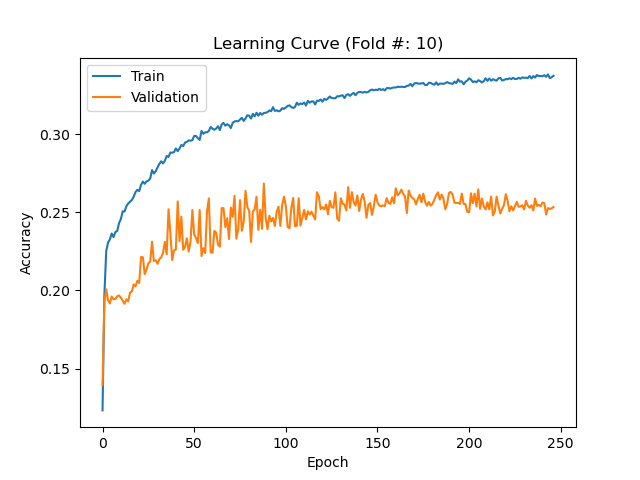 Learning Curve (Fold #: 10)
Train
Validation
0.30
0.25
0.20
0.15
Accuracy
0 50 100 150 200 250
Epoch